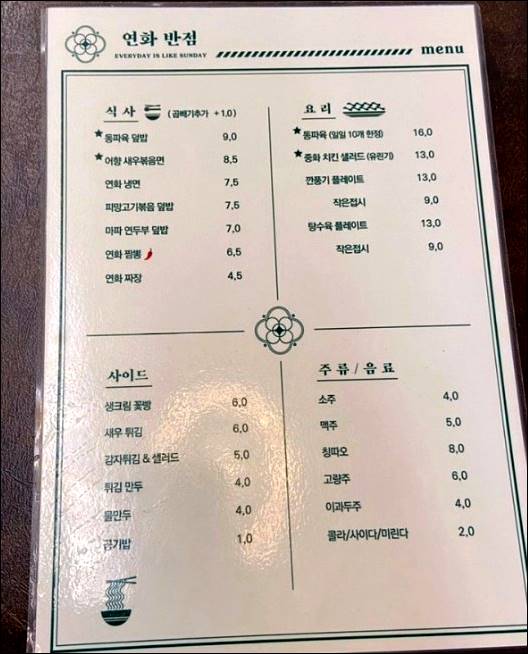 연화 반점
EVERYDAY IS LIKE SUNDAY
menu
식사 (곱빼기추가 +1,0)
★동파육 덮밥 9,0
★어향 새우볶음면 8,5
연화 냉면 7,5
피망고기볶음 덮밥 7,5
마파 연두부 덮밥 7,0
연화 짬뽕 6,5
연화 짜장 4,5
요리
★동파육 (일일 10개 한정) 16,0
★중화 치킨 샐러드 (유린기) 13,0
깐풍기 플레이트 13,0
작은접시 9,0
탕수육 플레이트 13,0
작은접시 9,0
사이드
생크림 꽃빵 6,0
새우 튀김 6,0
감자튀김 & 샐러드 5,0
튀김 만두 4,0
물만두 4,0
공기밥 1,0
주류/음료
소주 4,0
맥주 5,0
칭따오 8,0
고량주 6,0
이과두주 4,0
콜라/사이다/마린다 2,0